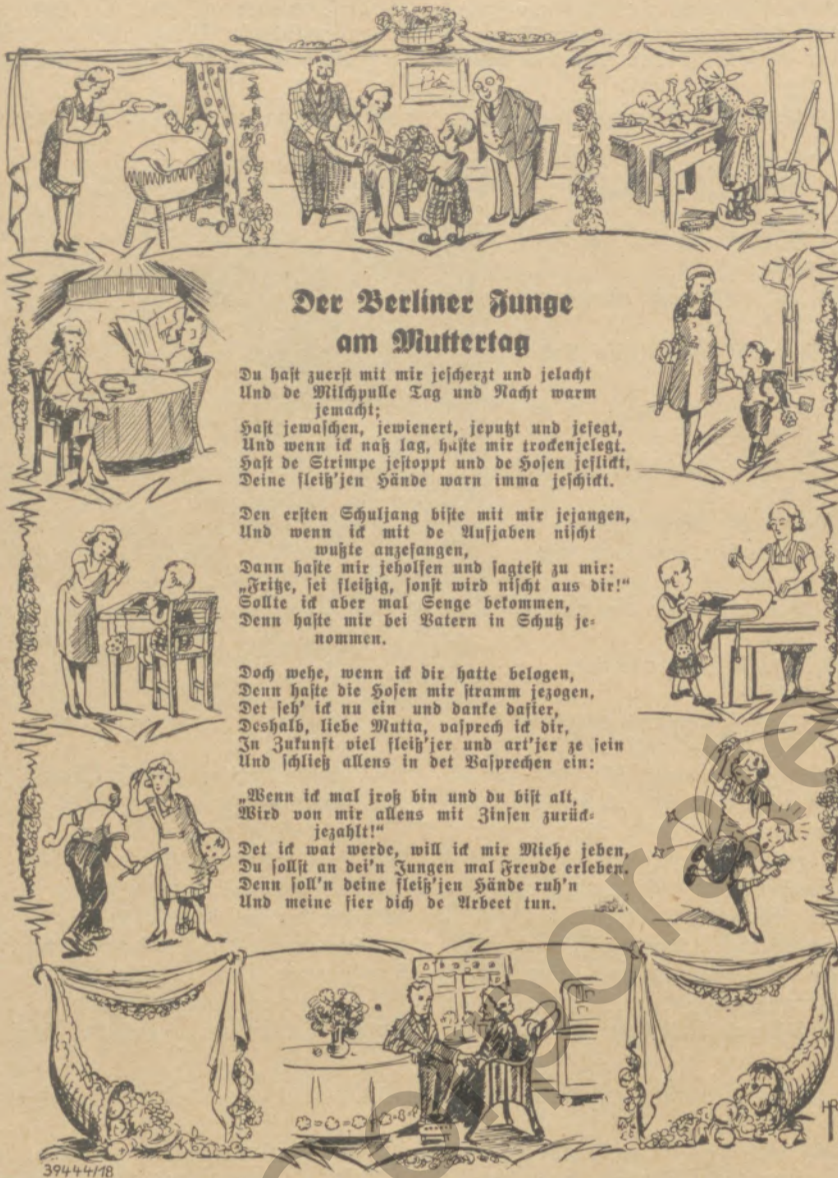 Der Berliner Junge
am Muttertag
Du hast zuerst mit mir jescherzt und jelacht
Und de Milchpulle Tag und Nacht warm
jemacht;
Hast jewaschen, jewienert, jeputzt und jefegt,
Und wenn ick naß lag, haste mir trockenjelegt.
Hast de Strimpe jestoppt und de Hosen jeflickt,
Deine fleiß'jen Hände warn imma jeschickt.
Den ersten Schuljang biste mit mir jejangen,
Und wenn ick mit de Aufjaben nischt
wußte anzefangen,
Dann haste mir jeholfen und sagtest zu mir:
„Fritze, sei fleißig, sonst wird nischt aus dir!“
Sollte ick aber mal Senge bekommen,
Denn haste mir bei Vatern in Schutz je-
nommen.
Doch wehe, wenn ick dir hatte belogen,
Denn haste die Hosen mir stramm jezogen.
Det seh' ick nu ein und danke dafier,
Deshalb, liebe Mutta, vasprech ick dir,
In Zukunft viel fleiß'jer und art'jer ze sein
Und schließ allens in det Vasprechen ein:
„Wenn ick mal jroß bin und du bist alt,
Wird von mir allens mit Zinsen zurück-
jezahlt!“
Det ick wat werde, will ick mir Miehe jeben,
Du sollst an dei'n Jungen mal Freude erleben.
Denn soll'n deine fleiß'jen Hände ruh'n
Und meine fier dich de Arbeet tun.
HR
39444/18